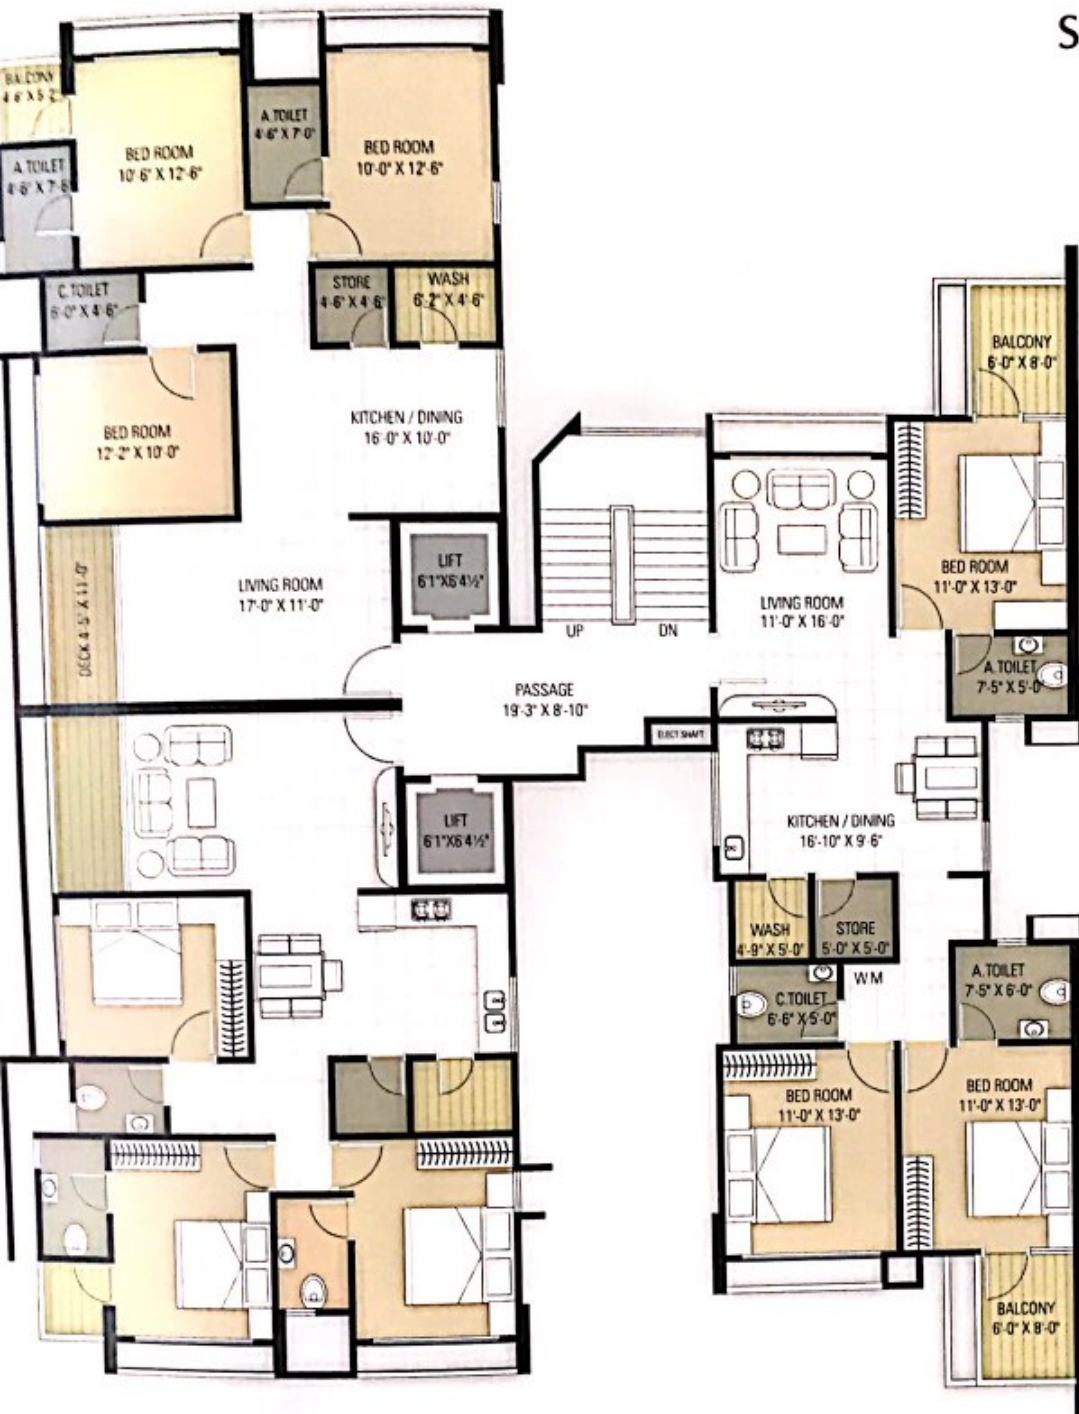 S
BALCONY
4'-6" X 5'-2"
BED ROOM
10'-6" X 12'-6"
A.TOILET
4'-6" X 7'-0"
BED ROOM
10'-0" X 12'-6"
A.TOILET
4'-6" X 7'-6"
C.TOILET
6'-0" X 4'-6"
STORE
4'-6" X 4'-6"
WASH
6'-2" X 4'-6"
BED ROOM
12'-2" X 10'-0"
KITCHEN / DINING
16'-0" X 10'-0"
BALCONY
6'-0" X 8'-0"
DECK 4'-5" X 11'-0"
LIVING ROOM
17'-0" X 11'-0"
LIFT
6'1"X6'4½"
UP
DN
LIVING ROOM
11'-0" X 16'-0"
BED ROOM
11'-0" X 13'-0"
A.TOILET
7'-5" X 5'-0"
PASSAGE
19'-3" X 8'-10"
ELECT SHAFT
LIFT
6'1"X6'4½"
KITCHEN / DINING
16'-10" X 9'-6"
WASH
4'-9" X 5'-0"
STORE
5'-0" X 5'-0"
C.TOILET
6'-6" X 5'-0"
W.M
A.TOILET
7'-5" X 6'-0"
BED ROOM
11'-0" X 13'-0"
BED ROOM
11'-0" X 13'-0"
BALCONY
6'-0" X 8'-0"